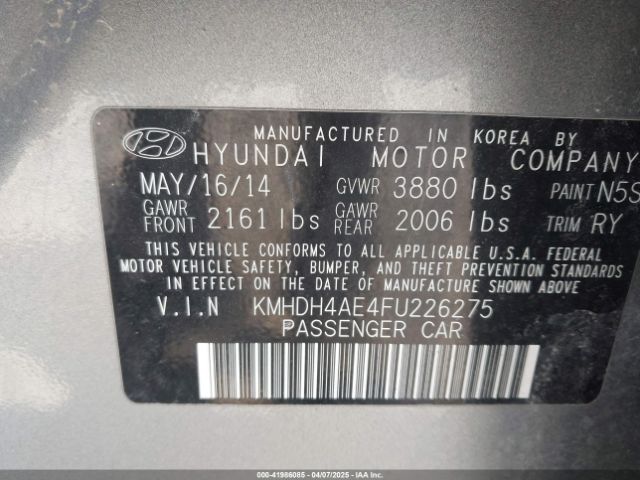 MANUFACTURED IN KOREA BY
HYUNDAI MOTOR COMPANY
MAY/16/14 GVWR 3880 lbs PAINT N5S
GAWR FRONT 2161 lbs GAWR REAR 2006 lbs TRIM RY
THIS VEHICLE CONFORMS TO ALL APPLICABLE U.S.A. FEDERAL
MOTOR VEHICLE SAFETY, BUMPER, AND THEFT PREVENTION STANDARDS
IN EFFECT ON THE DATE OF MANUFACTURE SHOWN ABOVE.
V.I.N KMHDH4AE4FU226275
PASSENGER CAR
000-41986085 04/07/2025 - IAAI.COM